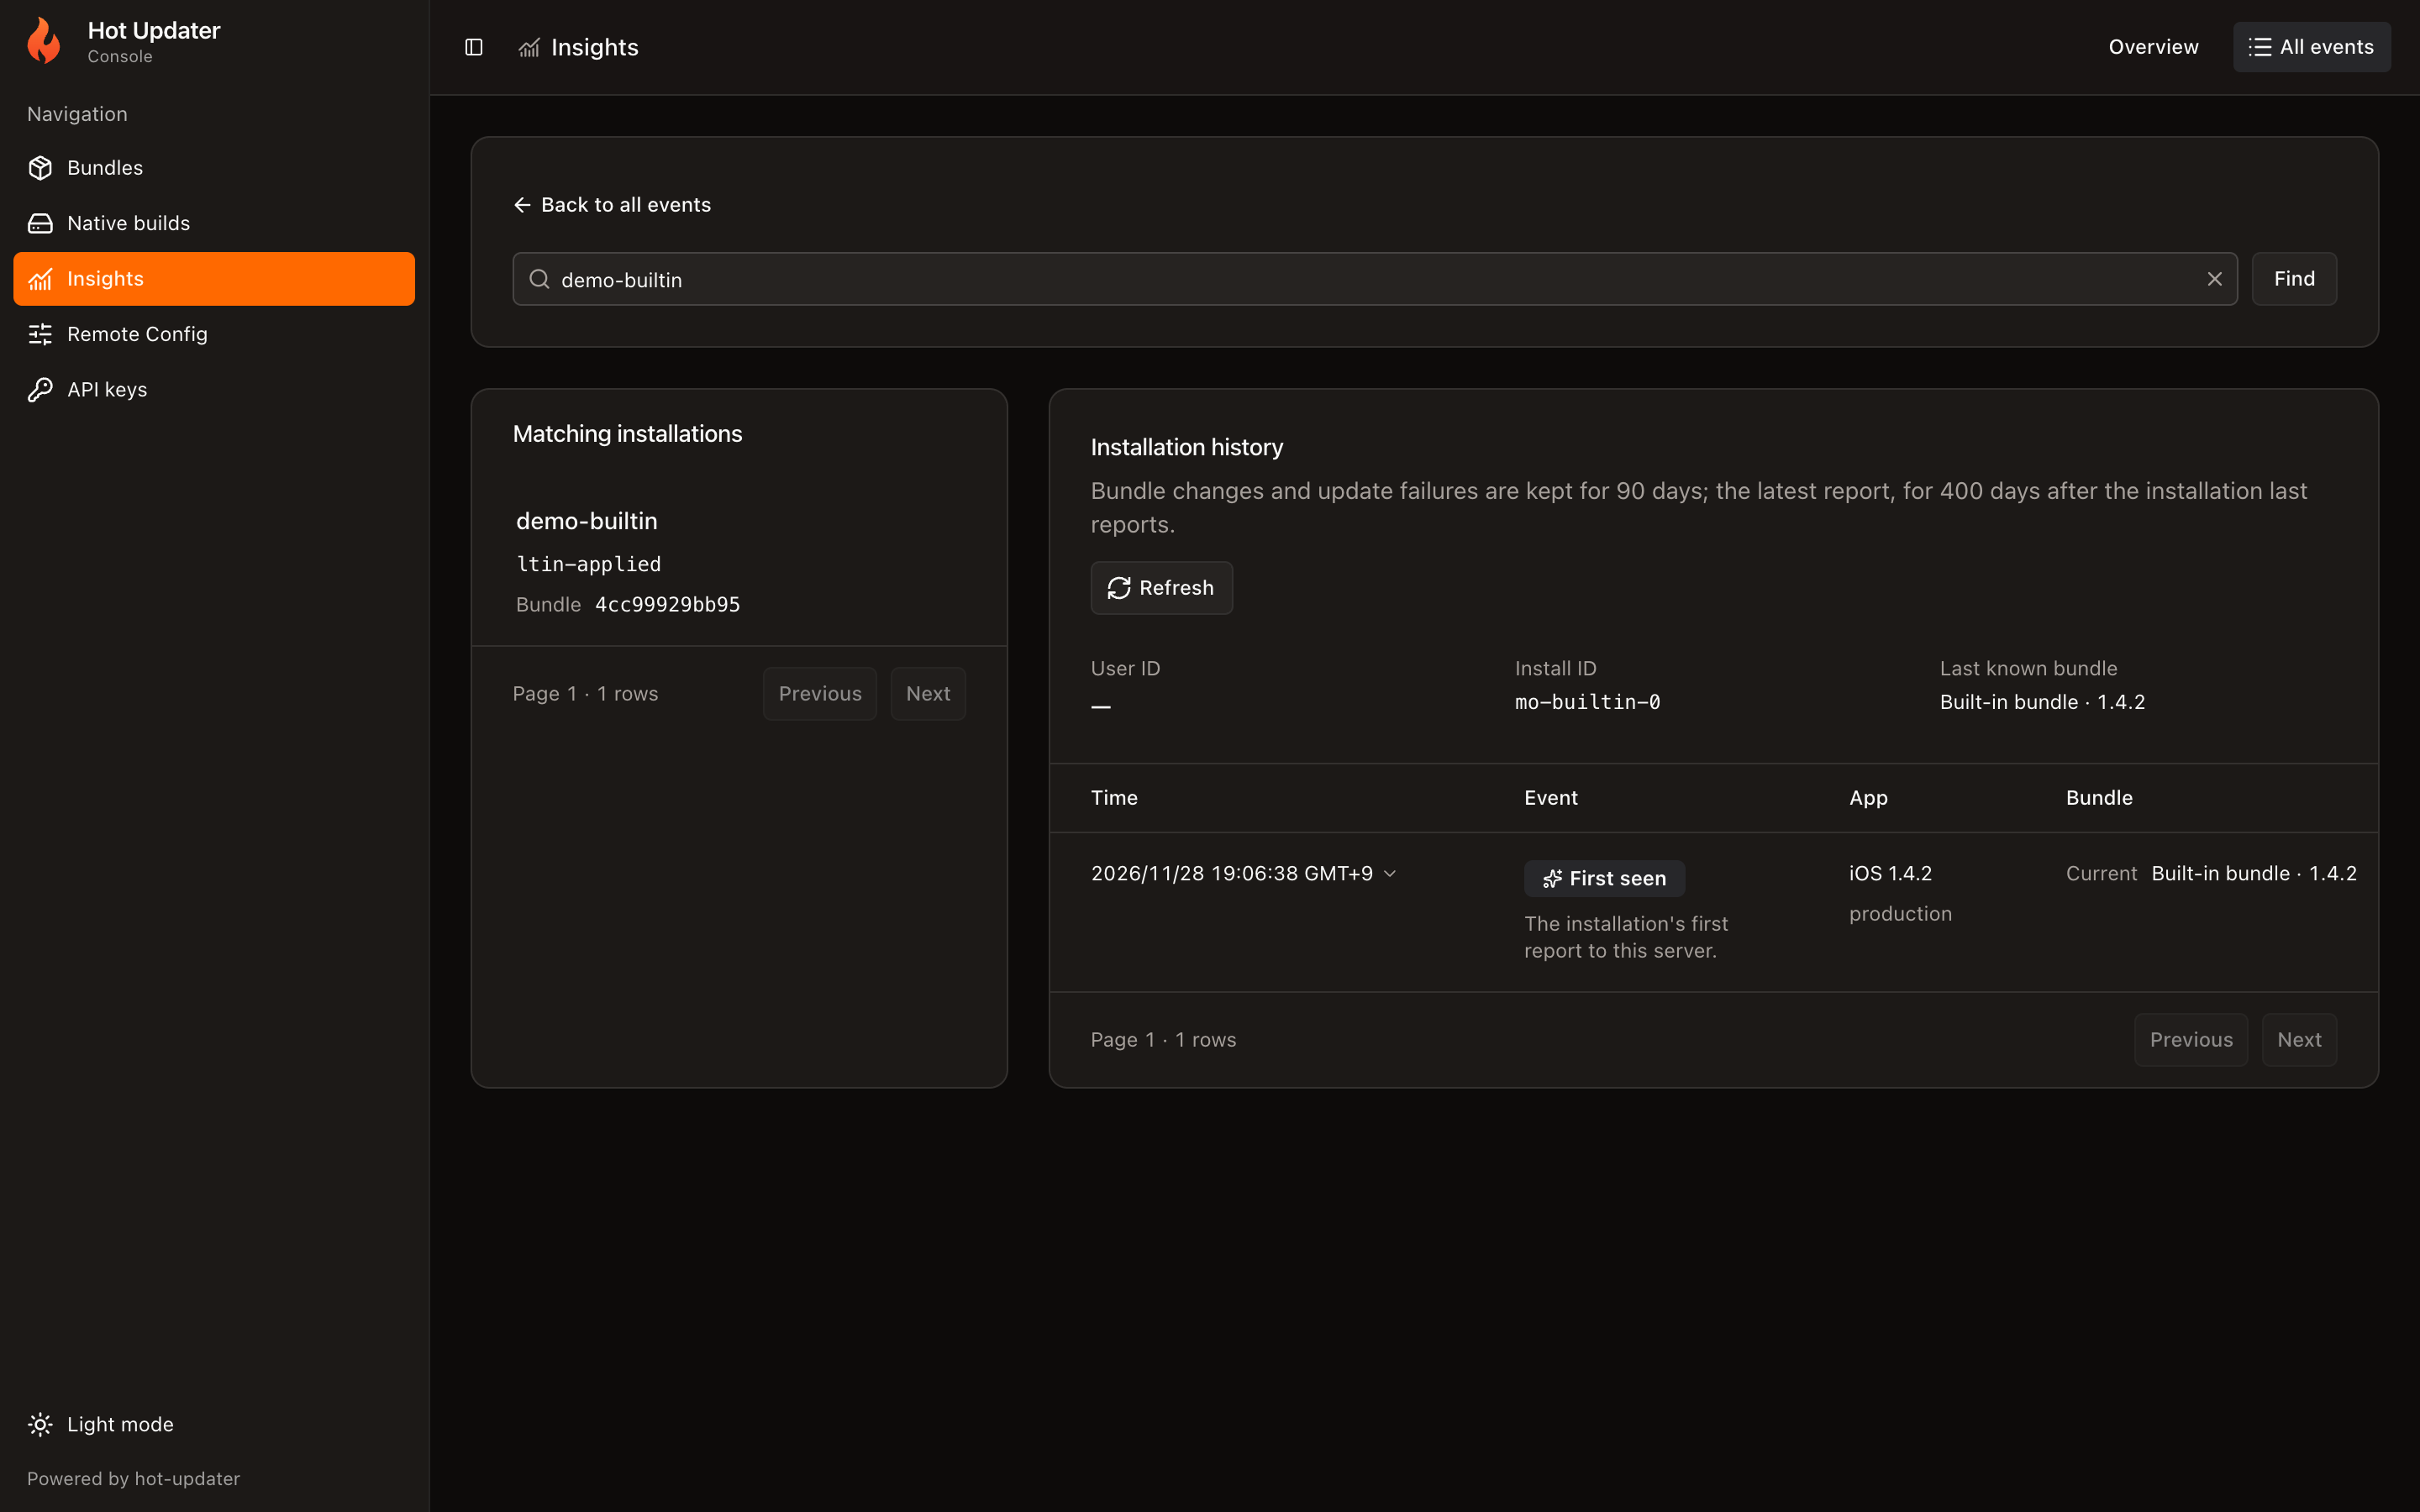 Hot Updater
Console
Navigation
Bundles
Native builds
Insights
Remote Config
API keys
Light mode
Powered by hot-updater
Insights
Overview
All events
Back to all events
demo-builtin
Find
Matching installations
demo-builtin
ltin-applied
Bundle 4cc99929bb95
Page 1 · 1 rows
Previous
Next
Installation history
Bundle changes and update failures are kept for 90 days; the latest report, for 400 days after the installation last
reports.
Refresh
User ID
—
Install ID
mo-builtin-0
Last known bundle
Built-in bundle · 1.4.2
Time
Event
App
Bundle
2026/11/28 19:06:38 GMT+9
First seen
The installation's first
report to this server.
iOS 1.4.2
production
Current Built-in bundle · 1.4.2
Page 1 · 1 rows
Previous
Next